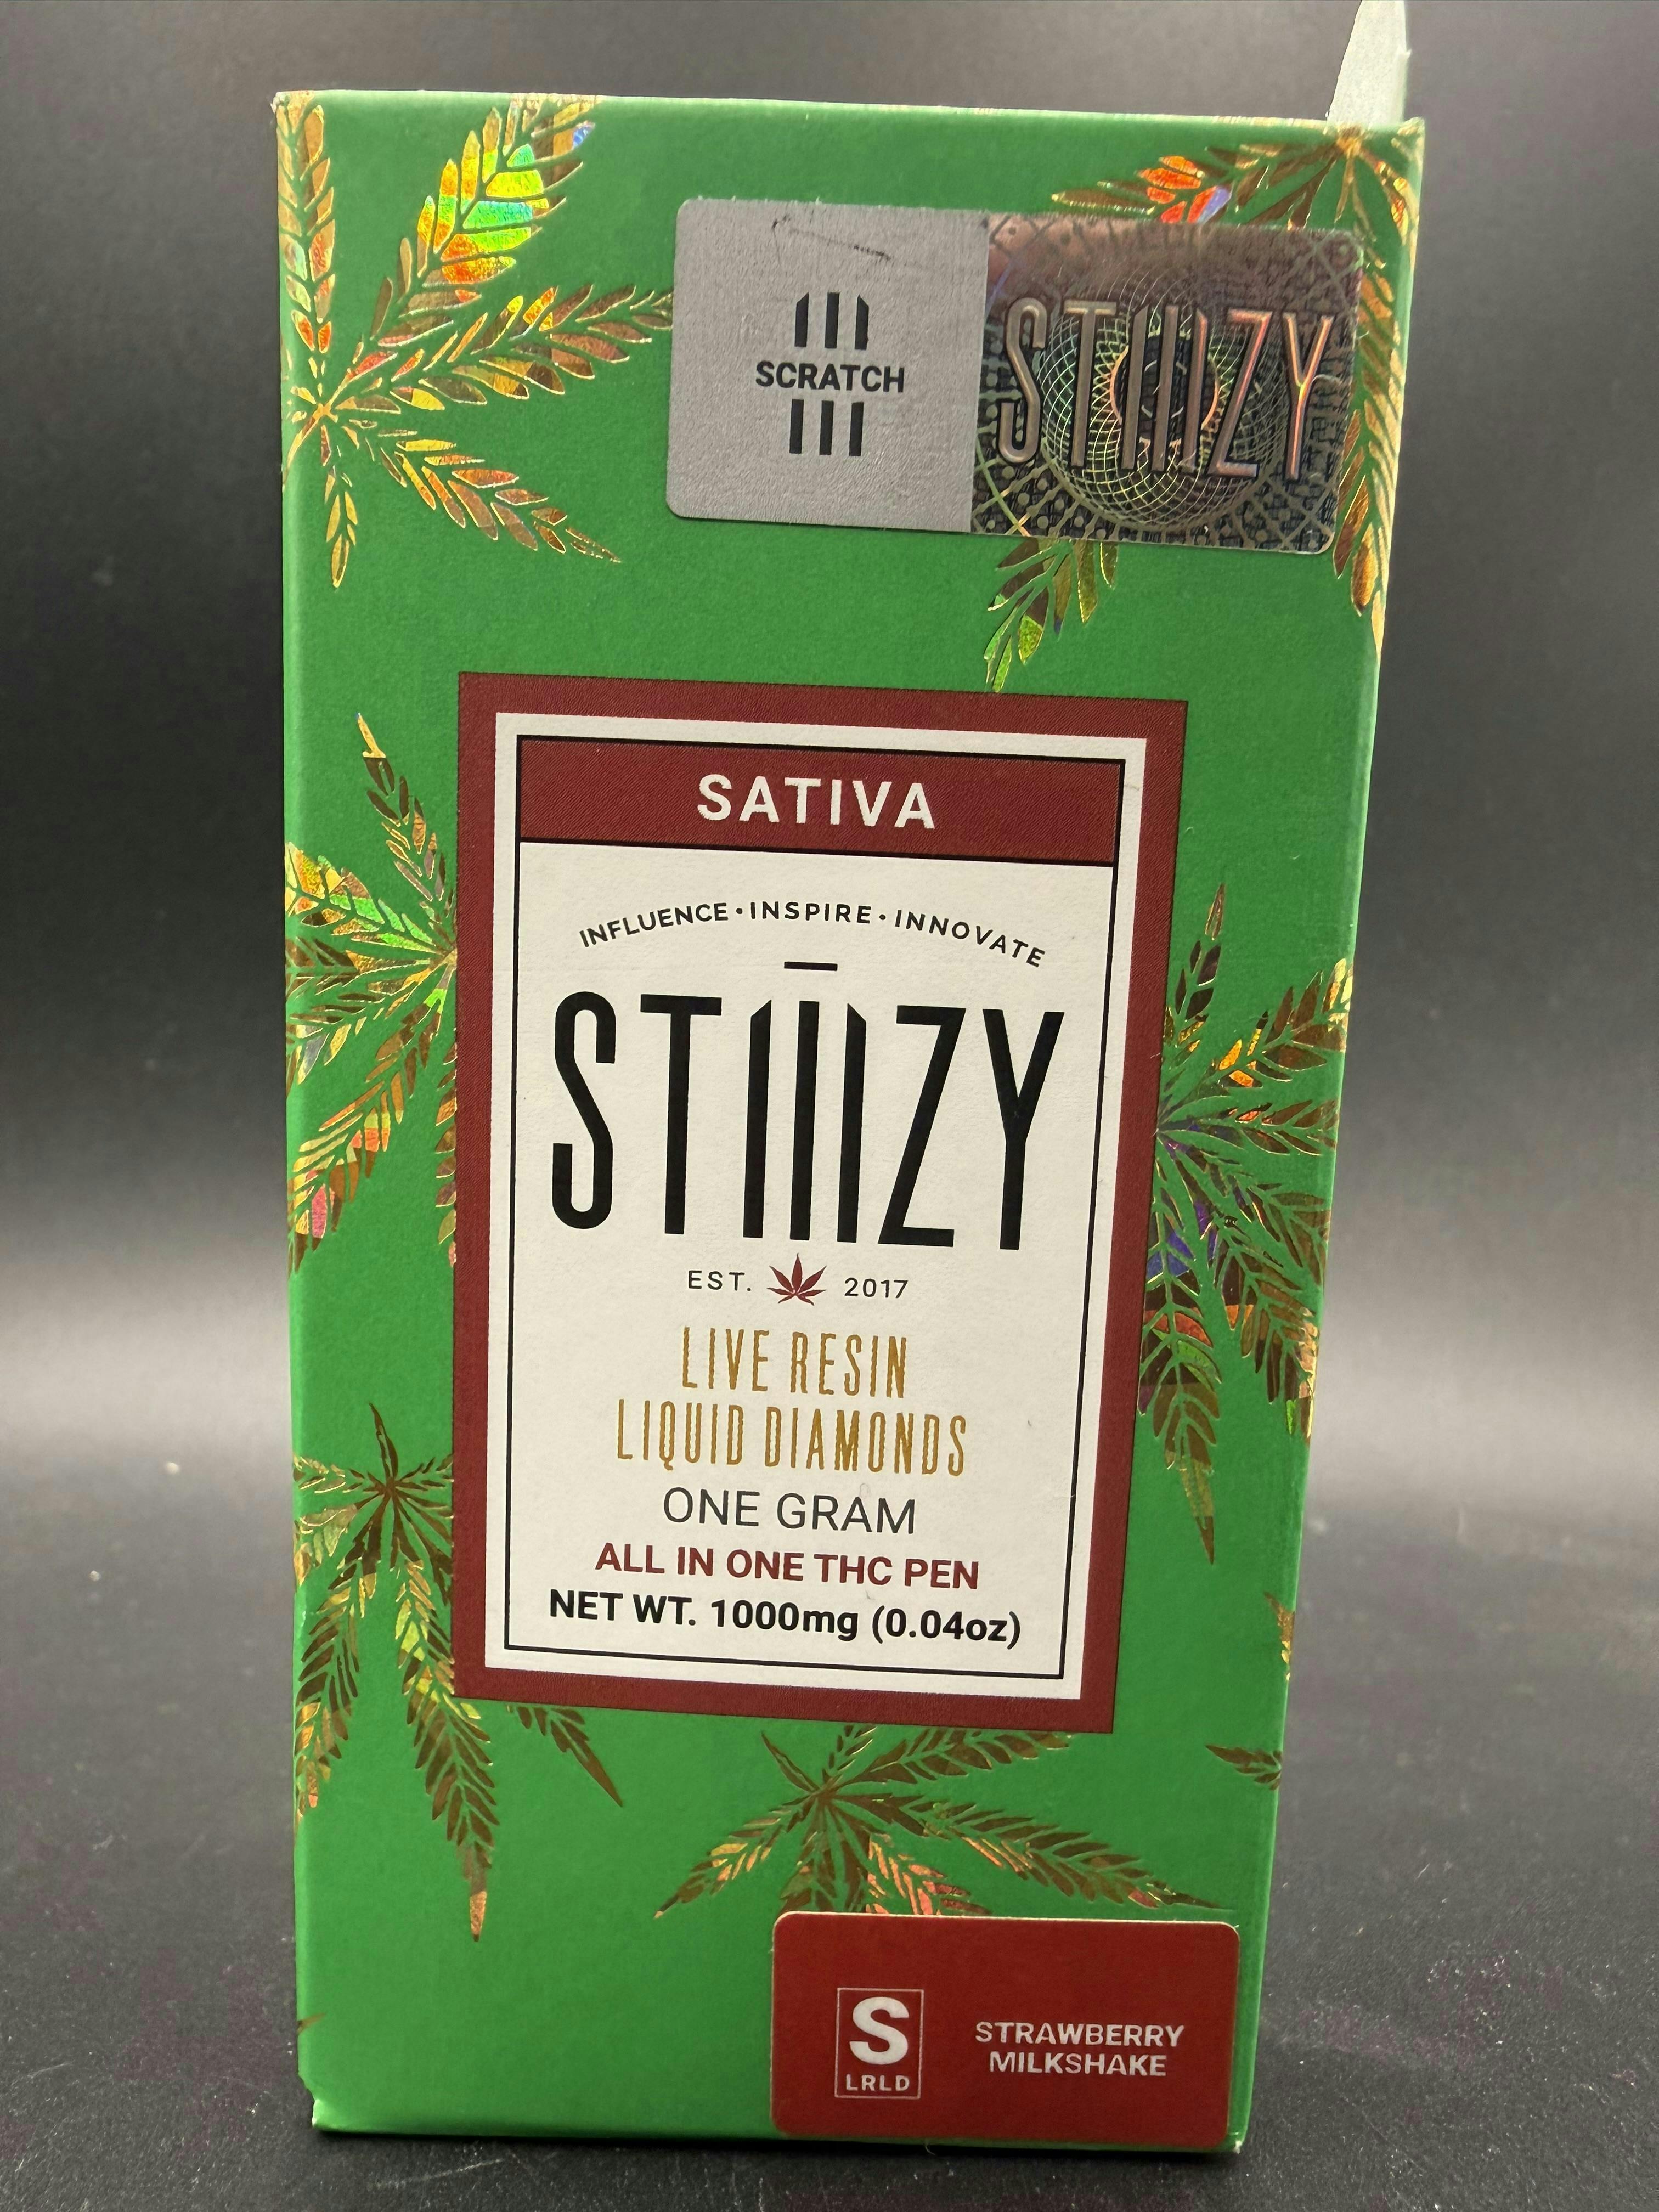 SCRATCH
STIIIZY
SATIVA
INFLUENCE • INSPIRE • INNOVATE
STIIIZY
EST. 2017
LIVE RESIN
LIQUID DIAMONDS
ONE GRAM
ALL IN ONE THC PEN
NET WT. 1000mg (0.04oz)
S
LRLD
STRAWBERRY
MILKSHAKE